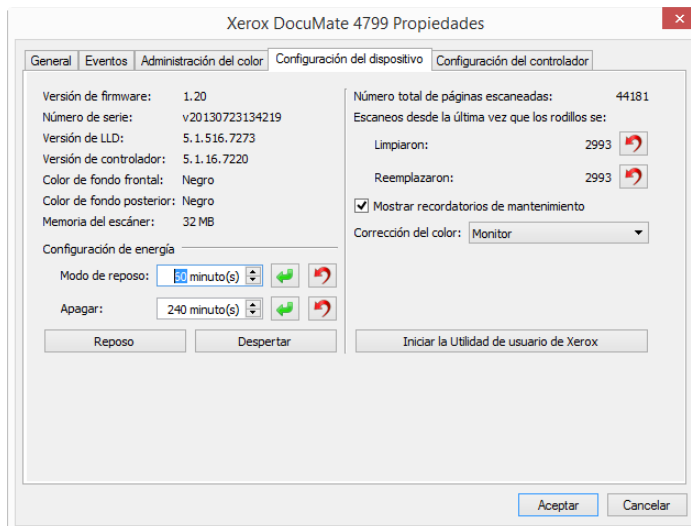 Xerox DocuMate 4799 Propiedades
General
Eventos
Administración del color
Configuración del dispositivo
Configuración del controlador
Versión de firmware: 1.20
Número de serie: v20130723134219
Versión de LLD: 5.1.516.7273
Versión de controlador: 5.1.16.7220
Color de fondo frontal: Negro
Color de fondo posterior: Negro
Memoria del escáner: 32 MB
Configuración de energía
Modo de reposo: 50 minuto(s)
Apagar: 240 minuto(s)
Reposo
Despertar
Número total de páginas escaneadas: 44181
Escaneos desde la última vez que los rodillos se:
Limpiaron: 2993
Reemplazaron: 2993
Mostrar recordatorios de mantenimiento
Corrección del color: Monitor
Iniciar la Utilidad de usuario de Xerox
Aceptar
Cancelar